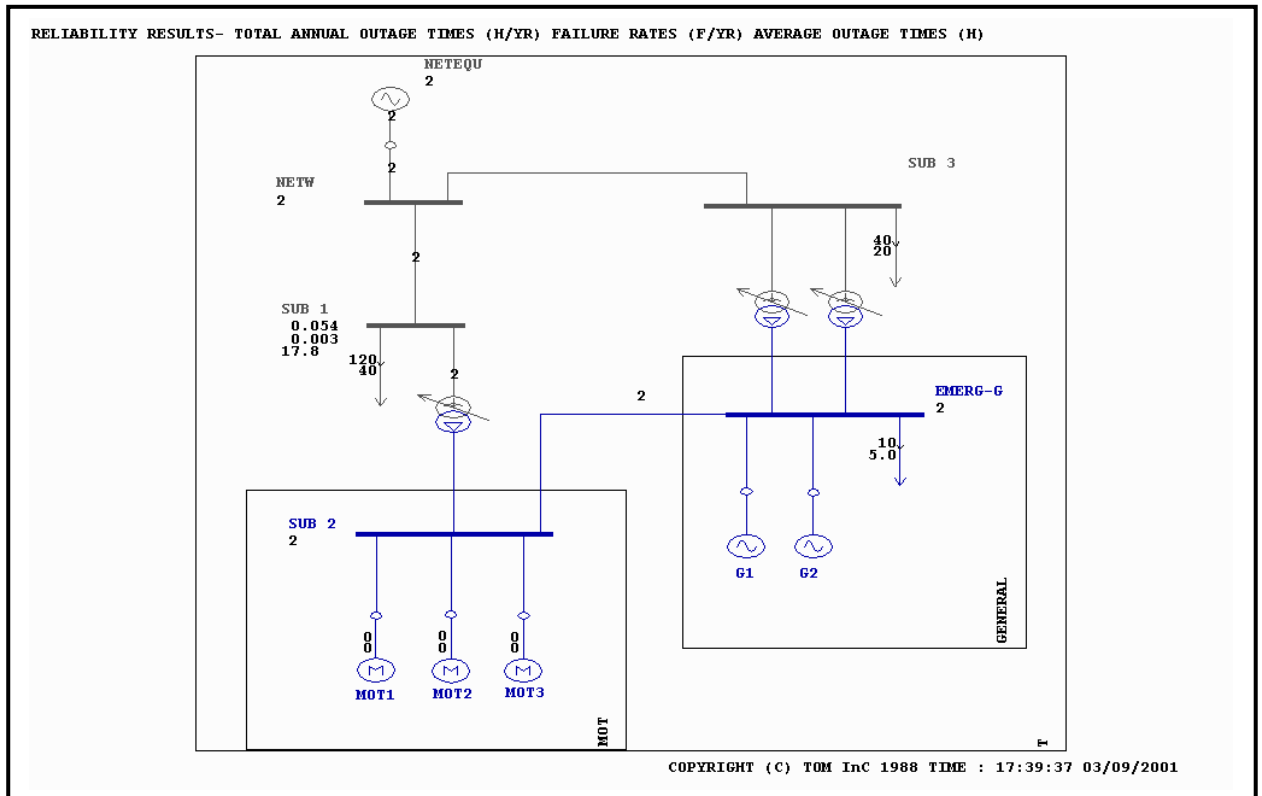 RELIABILITY RESULTS- TOTAL ANNUAL OUTAGE TIMES (H/YR) FAILURE RATES (F/YR) AVERAGE OUTAGE TIMES (H)
NETEQU
2
2
2
SUB 3
NETW
2
40
20
2
SUB 1
0.054
0.003
17.8
120
40
2
EMERG-G
2
2
10
5.0
SUB 2
2
G1
G2
GENERAL
0
0
0
0
0
0
MOT1
MOT2
MOT3
MOT
T
COPYRIGHT (C) TOM InC 1988 TIME : 17:39:37 03/09/2001